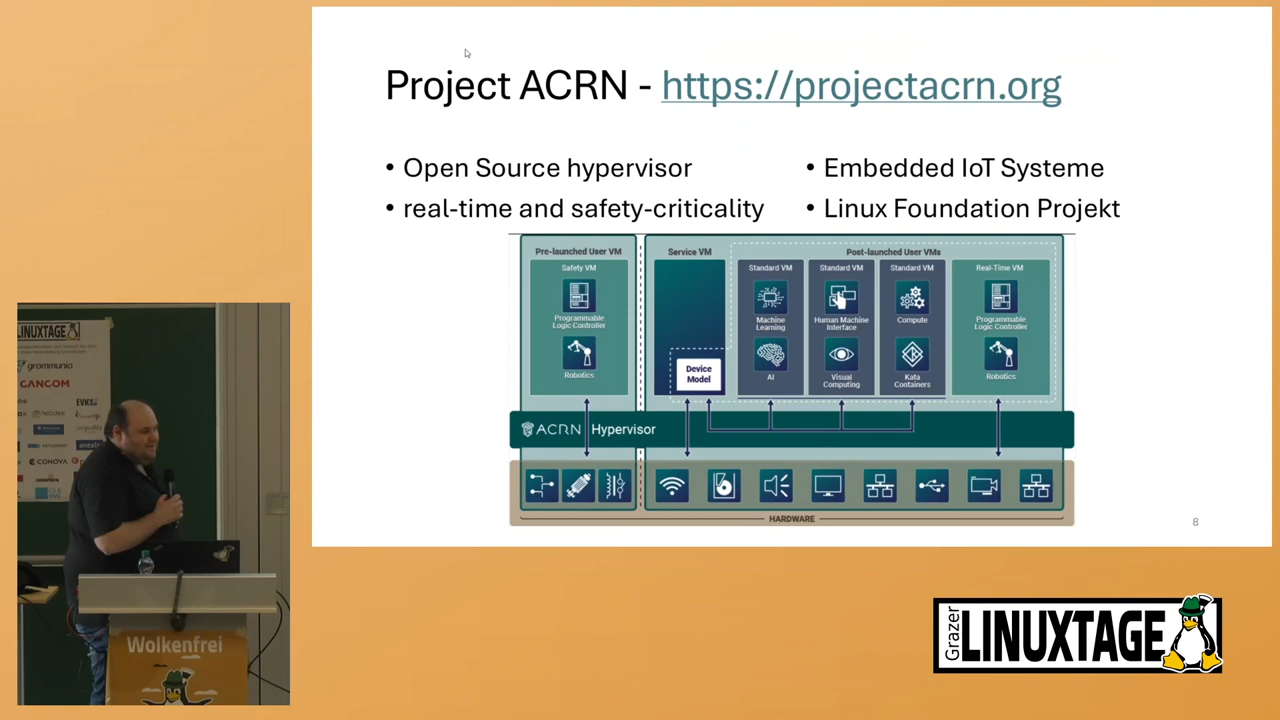 Project ACRN - https://projectacrn.org
• Open Source hypervisor
• real-time and safety-criticality
• Embedded IoT Systeme
• Linux Foundation Projekt
Pre-launched User VM
Safety VM
Programmable
Logic Controller
Robotics
Service VM
Device
Model
Post-launched User VMs
Standard VM
Machine
Learning
AI
Standard VM
Human Machine
Interface
Visual
Computing
Standard VM
Compute
Kata
Containers
Real-Time VM
Programmable
Logic Controller
Robotics
ACRN Hypervisor
HARDWARE
8
LINUXTAGE
grommunio
CANCOM
EVK
netidee
CONOVA
Wolkenfrei
Grazer
LINUXTAGE